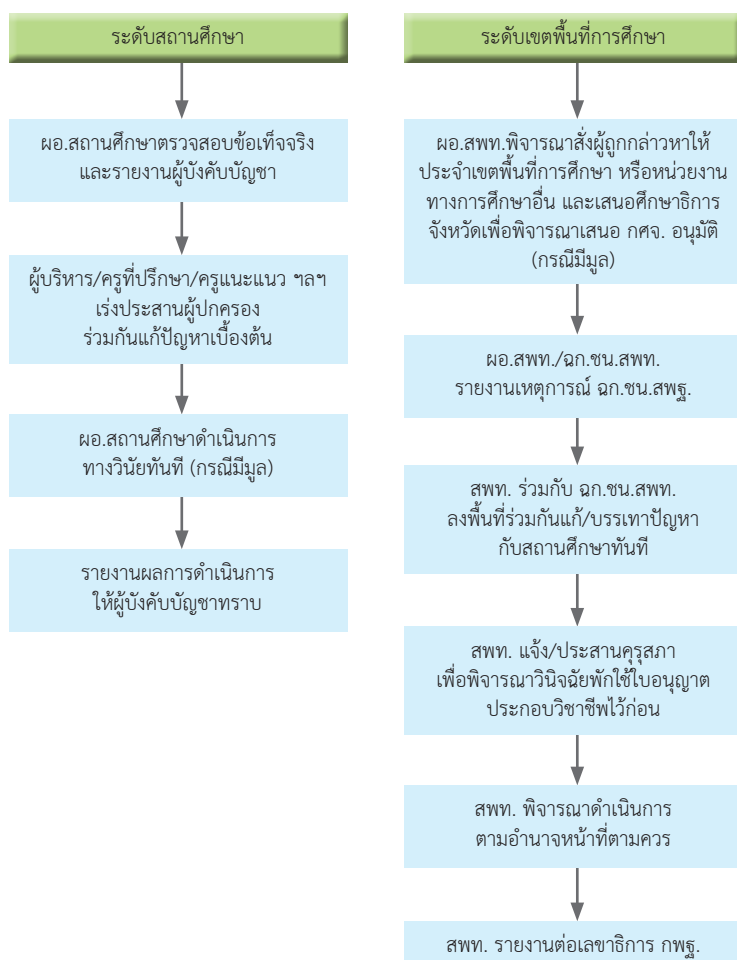 ระดับสถานศึกษา
ผอ.สถานศึกษาตรวจสอบข้อเท็จจริง
และรายงานผู้บังคับบัญชา
ผู้บริหาร/ครูที่ปรึกษา/ครูแนะแนว ฯลฯ
เร่งประสานผู้ปกครอง
ร่วมกันแก้ปัญหาเบื้องต้น
ผอ.สถานศึกษาดำเนินการ
ทางวินัยทันที (กรณีมีมูล)
รายงานผลการดำเนินการ
ให้ผู้บังคับบัญชาทราบ
ระดับเขตพื้นที่การศึกษา
ผอ.สพท.พิจารณาสั่งผู้ถูกกล่าวหาให้
ประจำเขตพื้นที่การศึกษา หรือหน่วยงาน
ทางการศึกษาอื่น และเสนอศึกษาธิการ
จังหวัดเพื่อพิจารณาเสนอ กศจ. อนุมัติ
(กรณีมีมูล)
ผอ.สพท./ฉก.ชน.สพท.
รายงานเหตุการณ์ ฉก.ชน.สพฐ.
สพท. ร่วมกับ ฉก.ชน.สพท.
ลงพื้นที่ร่วมกันแก้/บรรเทาปัญหา
กับสถานศึกษาทันที
สพท. แจ้ง/ประสานคุรุสภา
เพื่อพิจารณาวินิจฉัยพักใช้ใบอนุญาต
ประกอบวิชาชีพไว้ก่อน
สพท. พิจารณาดำเนินการ
ตามอำนาจหน้าที่ตามควร
สพท. รายงานต่อเลขาธิการ กพฐ.